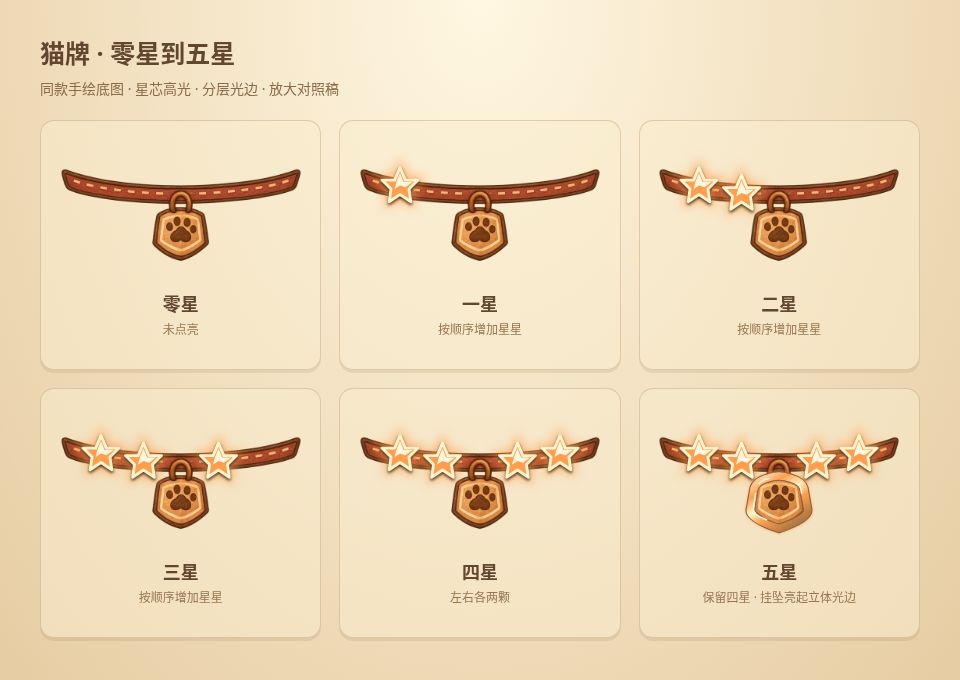 猫牌 · 零星到五星
同款手绘底图 · 星芯高光 · 分层光边 · 放大对照稿
零星
未点亮
一星
按顺序增加星星
二星
按顺序增加星星
三星
按顺序增加星星
四星
左右各两颗
五星
保留四星 · 挂坠亮起立体光边